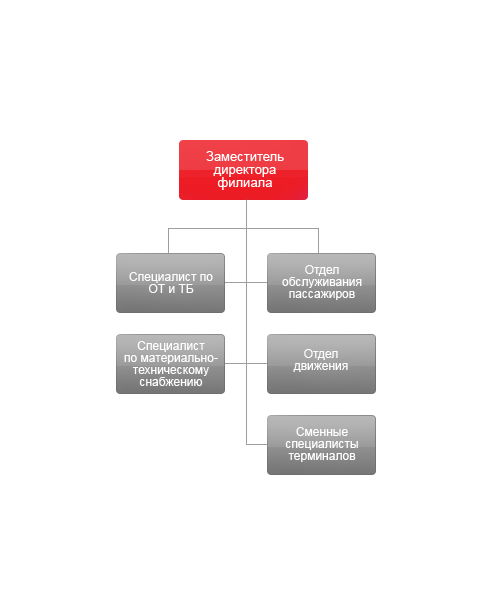 Заместитель
директора
филиала
Специалист по
ОТ и ТБ
Отдел
обслуживания
пассажиров
Специалист
по материально-
техническому
снабжению
Отдел
движения
Сменные
специалисты
терминалов